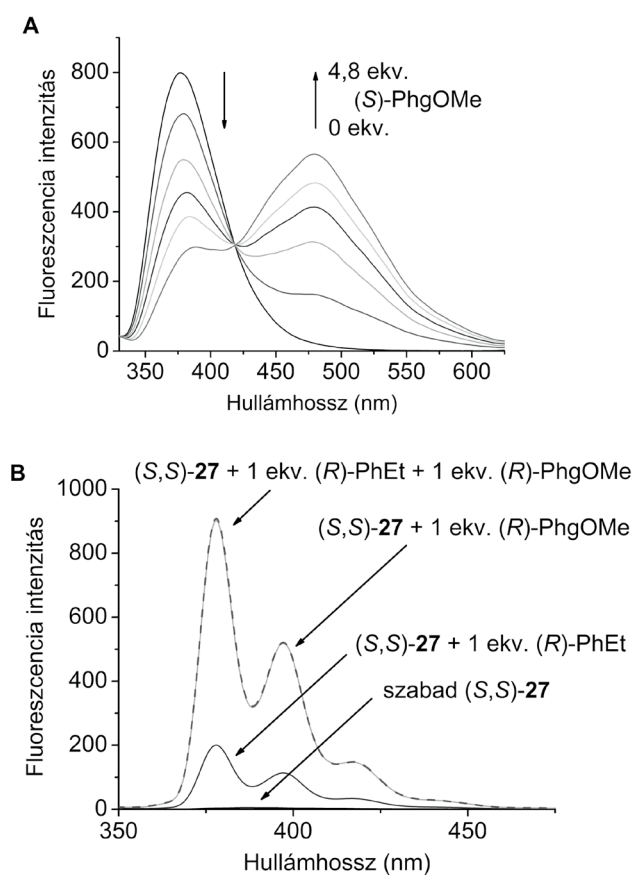 A
800
600
400
200
0
Fluoreszcencia intenzitás
4,8 ekv.
(S)-PhgOMe
0 ekv.
350 400 450 500 550 600
Hullámhossz (nm)
B
(S,S)-27 + 1 ekv. (R)-PhEt + 1 ekv. (R)-PhgOMe
(S,S)-27 + 1 ekv. (R)-PhgOMe
(S,S)-27 + 1 ekv. (R)-PhEt
szabad (S,S)-27
1000
800
600
400
200
0
Fluoreszcencia intenzitás
350 400 450
Hullámhossz (nm)